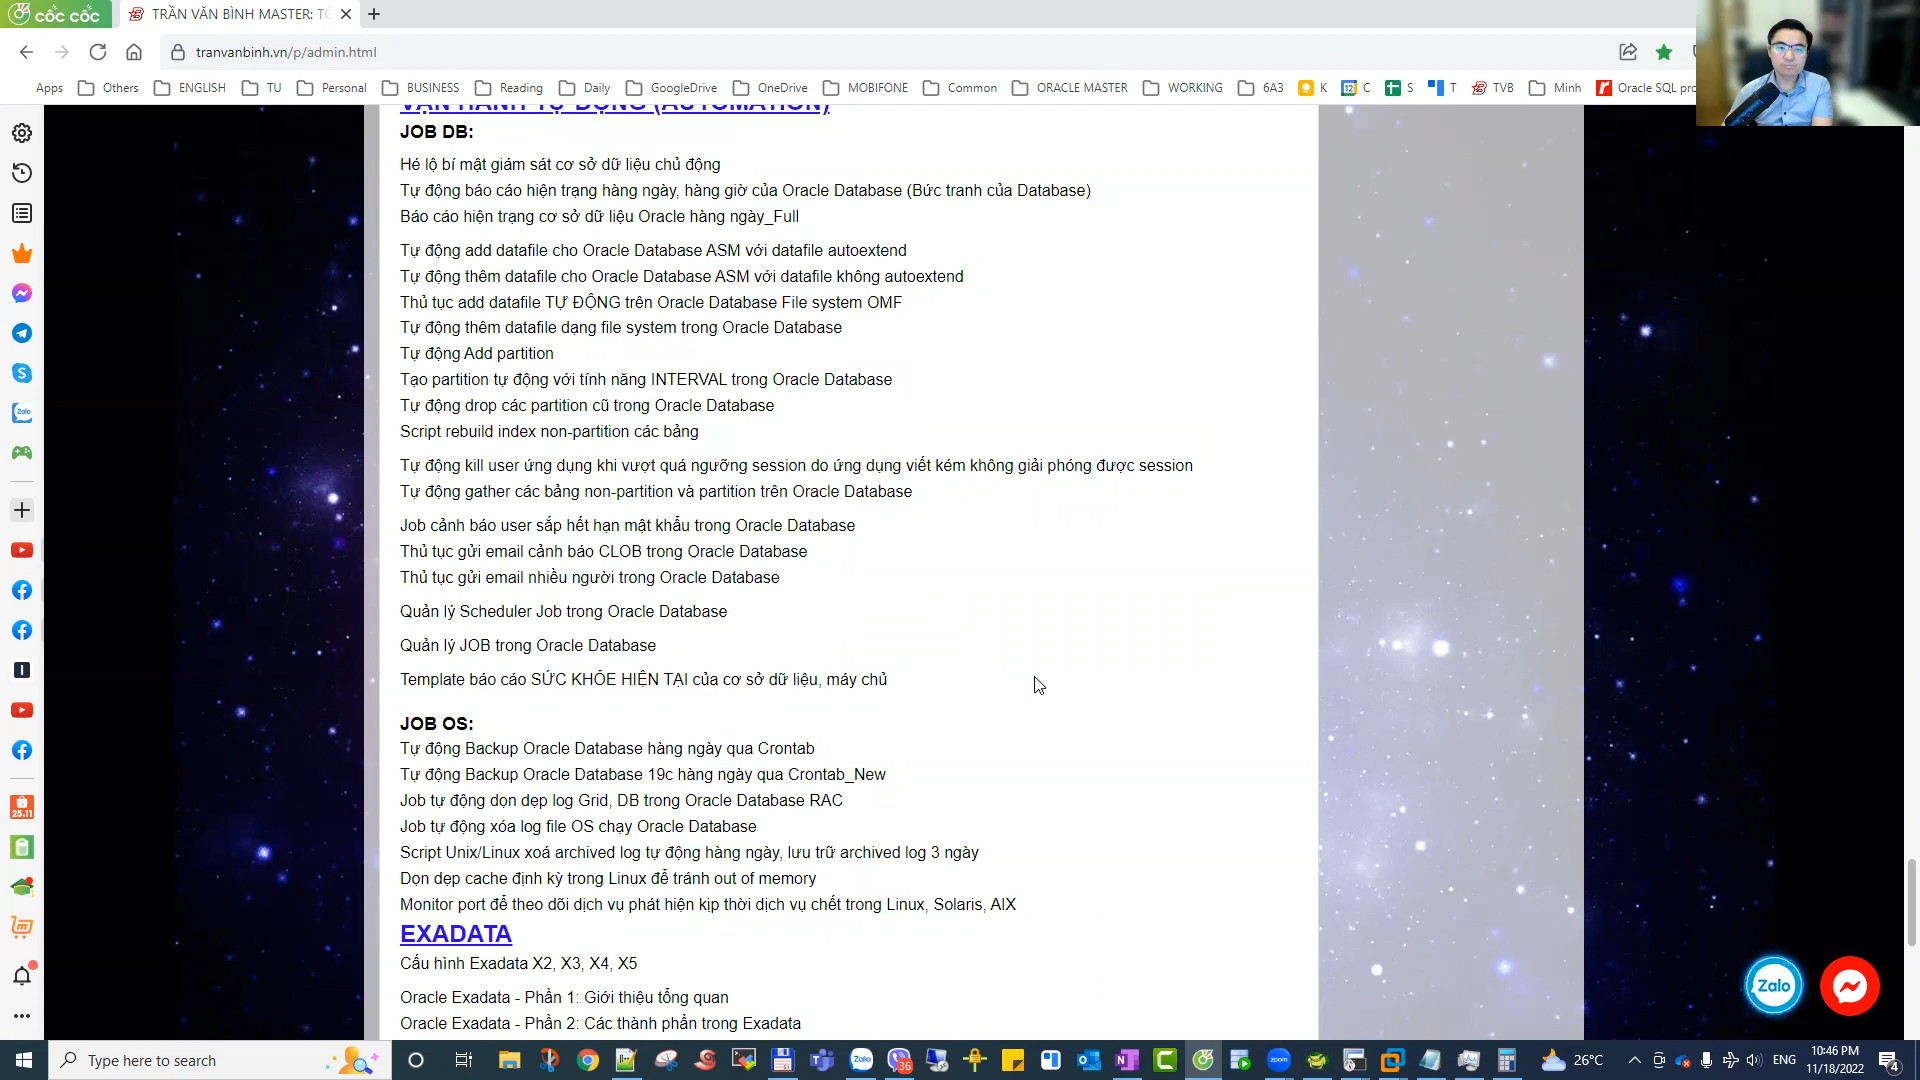 cốc cốc
TRẦN VĂN BÌNH MASTER: TỔ
tranvanbinh.vn/p/admin.html
Apps Others ENGLISH TU Personal BUSINESS Reading Daily GoogleDrive OneDrive MOBIFONE Common ORACLE MASTER WORKING 6A3 K C S T TVB Minh Oracle SQL pro
VẬN HÀNH TỰ ĐỘNG (AUTOMATION)
JOB DB:
Hé lộ bí mật giám sát cơ sở dữ liệu chủ động
Tự động báo cáo hiện trạng hàng ngày, hàng giờ của Oracle Database (Bức tranh của Database)
Báo cáo hiện trạng cơ sở dữ liệu Oracle hàng ngày_Full
Tự động add datafile cho Oracle Database ASM với datafile autoextend
Tự động thêm datafile cho Oracle Database ASM với datafile không autoextend
Thủ tục add datafile TỰ ĐỘNG trên Oracle Database File system OMF
Tự động thêm datafile dạng file system trong Oracle Database
Tự động Add partition
Tạo partition tự động với tính năng INTERVAL trong Oracle Database
Tự động drop các partition cũ trong Oracle Database
Script rebuild index non-partition các bảng
Tự động kill user ứng dụng khi vượt quá ngưỡng session do ứng dụng viết kém không giải phóng được session
Tự động gather các bảng non-partition và partition trên Oracle Database
Job cảnh báo user sắp hết hạn mật khẩu trong Oracle Database
Thủ tục gửi email cảnh báo CLOB trong Oracle Database
Thủ tục gửi email nhiều người trong Oracle Database
Quản lý Scheduler Job trong Oracle Database
Quản lý JOB trong Oracle Database
Template báo cáo SỨC KHỎE HIỆN TẠI của cơ sở dữ liệu, máy chủ
JOB OS:
Tự động Backup Oracle Database hàng ngày qua Crontab
Tự động Backup Oracle Database 19c hàng ngày qua Crontab_New
Job tự động dọn dẹp log Grid, DB trong Oracle Database RAC
Job tự động xóa log file OS chạy Oracle Database
Script Unix/Linux xoá archived log tự động hàng ngày, lưu trữ archived log 3 ngày
Dọn dẹp cache định kỳ trong Linux để tránh out of memory
Monitor port để theo dõi dịch vụ phát hiện kịp thời dịch vụ chết trong Linux, Solaris, AIX
EXADATA
Cấu hình Exadata X2, X3, X4, X5
Oracle Exadata - Phần 1: Giới thiệu tổng quan
Oracle Exadata - Phần 2: Các thành phần trong Exadata
Zalo
25.11
Zalo
Type here to search
36
26°C
ENG
10:46 PM
11/18/2022
4